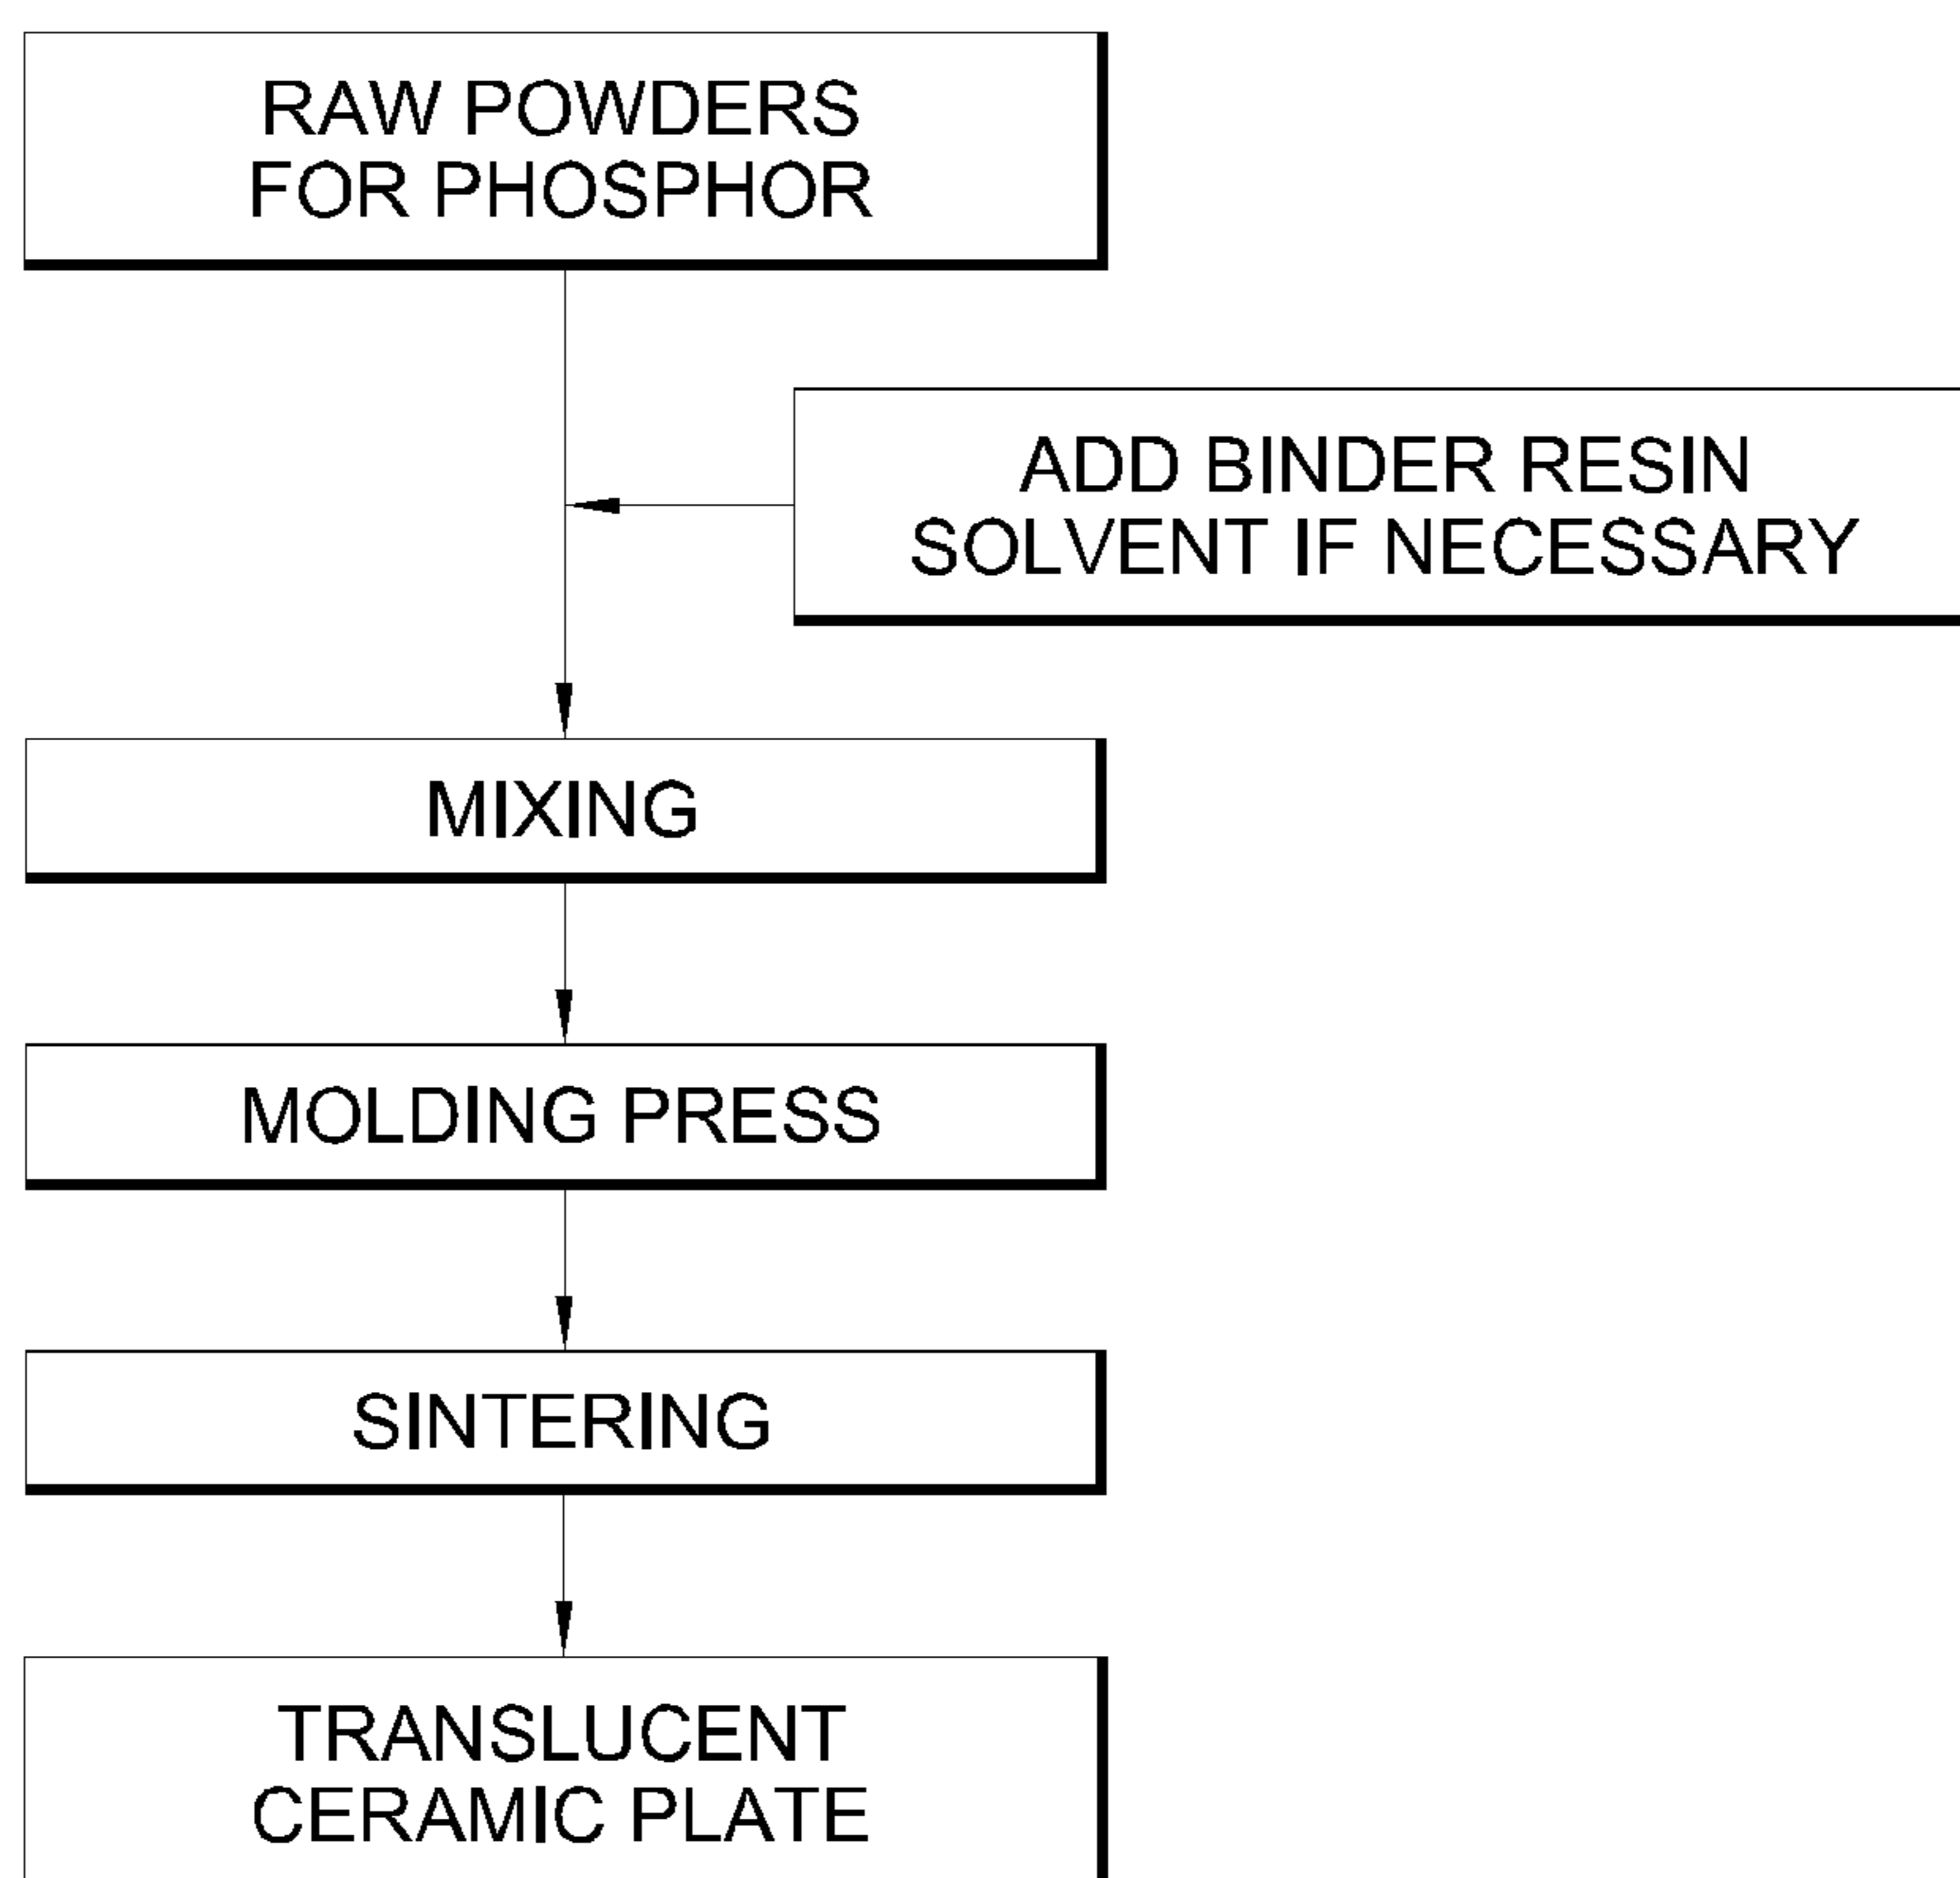 RAW POWDERS
FOR PHOSPHOR
ADD BINDER RESIN
SOLVENT IF NECESSARY
MIXING
MOLDING PRESS
SINTERING
TRANSLUCENT
CERAMIC PLATE